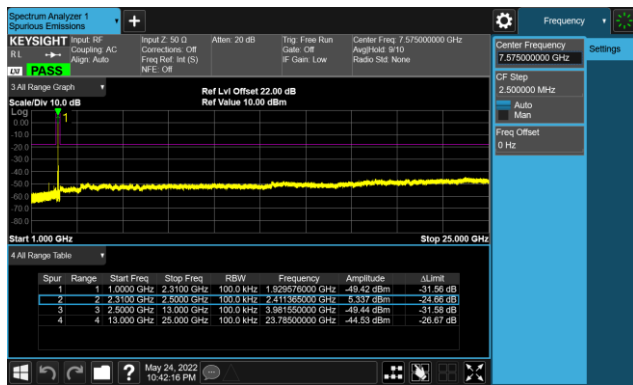 Spectrum Analyzer 1
Spurious Emissions
Frequency
KEYSIGHT Input: RF Input Z: 50 Ω Atten: 20 dB Trig: Free Run Center Freq: 7.575000000 GHz
RL Coupling: AC Corrections: Off Gate: Off Avg|Hold: 9/10
Align: Auto Freq Ref: Int (S) IF Gain: Low Radio Std: None
LXI PASS NFE: Off
Center Frequency
7.575000000 GHz
Settings
CF Step
2.500000 MHz
Auto
Man
Freq Offset
0 Hz
3 All Range Graph
Ref Lvl Offset 22.00 dB
Scale/Div 10.0 dB Ref Value 10.00 dBm
Log
1
0.00
-10.0
-20.0
-30.0
-40.0
-50.0
-60.0
-70.0
-80.0
Start 1.000 GHz Stop 25.000 GHz
4 All Range Table
Spur Range Start Freq Stop Freq RBW Frequency Amplitude ΔLimit
1 1 1.0000 GHz 2.3100 GHz 100.0 kHz 1.929576000 GHz -49.42 dBm -31.56 dB
2 2 2.3100 GHz 2.5000 GHz 100.0 kHz 2.411365000 GHz 5.337 dBm -24.66 dB
3 3 2.5000 GHz 13.000 GHz 100.0 kHz 3.981550000 GHz -49.44 dBm -31.58 dB
4 4 13.000 GHz 25.000 GHz 100.0 kHz 23.78500000 GHz -44.53 dBm -26.67 dB
?
May 24, 2022
10:42:16 PM